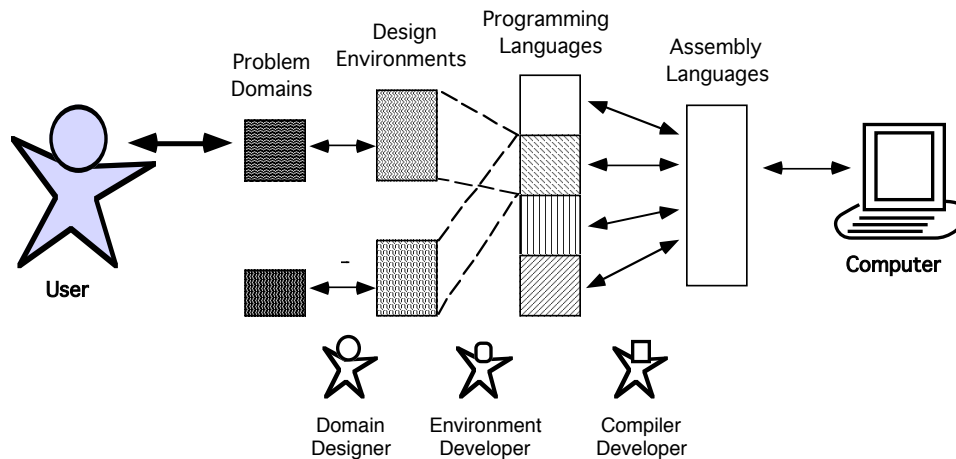 Problem
Domains
Design
Environments
Programming
Languages
Assembly
Languages
User
Computer
–
Domain
Designer
Environment
Developer
Compiler
Developer